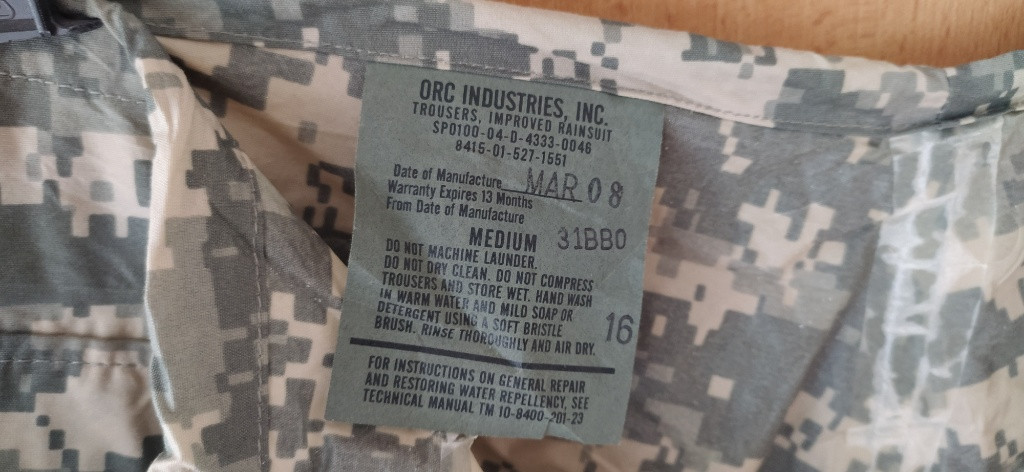 ORC INDUSTRIES, INC.
TROUSERS, IMPROVED RAINSUIT
SPO100-04-D-4333-0046
8415-01-527-1551
Date of Manufacture MAR 08
Warranty Expires 13 Months
From Date of Manufacture
MEDIUM 31BB0
DO NOT MACHINE LAUNDER.
DO NOT DRY CLEAN. DO NOT COMPRESS
TROUSERS AND STORE WET. HAND WASH
IN WARM WATER AND MILD SOAP OR
DETERGENT USING A SOFT BRISTLE
BRUSH. RINSE THOROUGHLY AND AIR DRY.
16
FOR INSTRUCTIONS ON GENERAL REPAIR
AND RESTORING WATER REPELLENCY, SEE
TECHNICAL MANUAL TM 10-8400-201-23